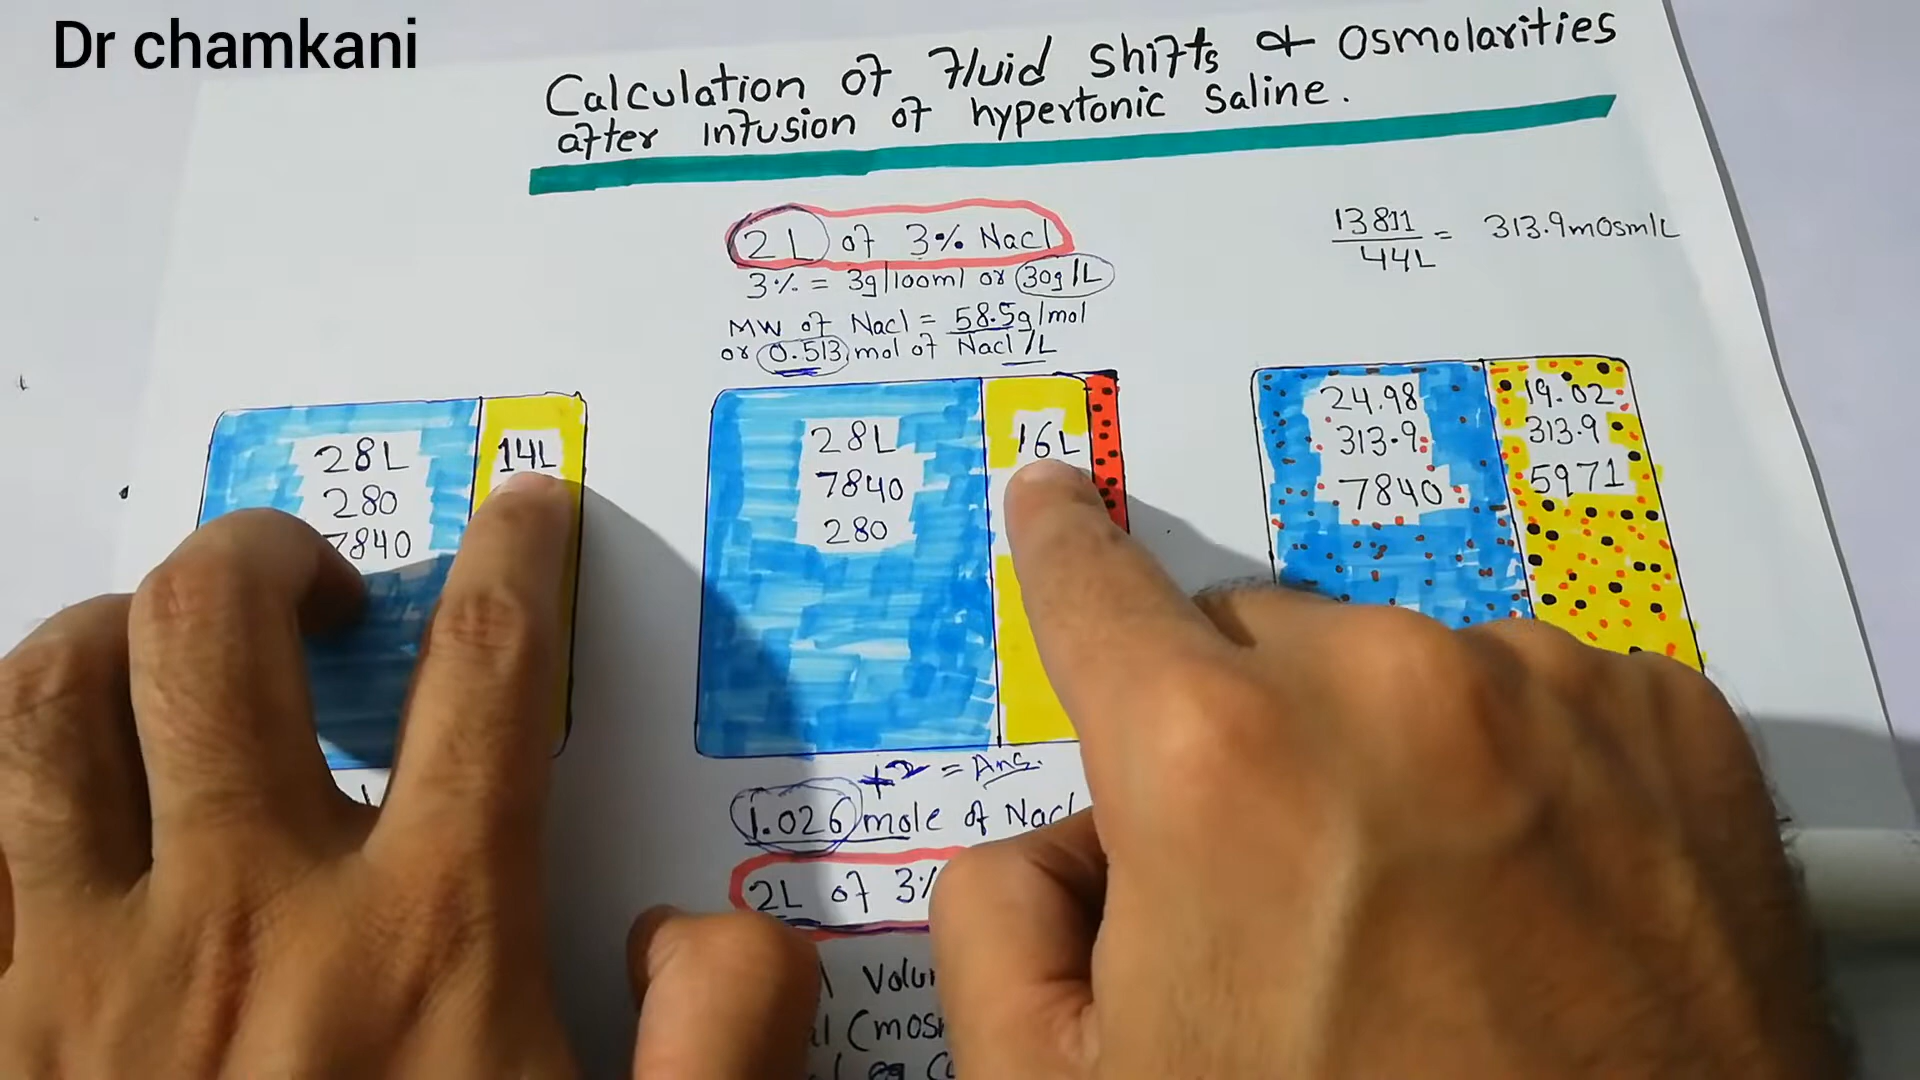 Dr chamkani
Calculation of Fluid Shifts & Osmolarities
after infusion of hypertonic Saline.
2 L of 3% Nacl
3% = 3g/100ml or 30g/L
MW of Nacl = 58.5g/mol
or 0.513 mol of Nacl/L
13811
44L
= 313.9mOsm/L
28L
280
7840
14L
28L
7840
280
16L
24.98
313.9
7840
19.02
313.9
5971
+2 = Ans.
1.026 mole of Nacl
2L of 3%